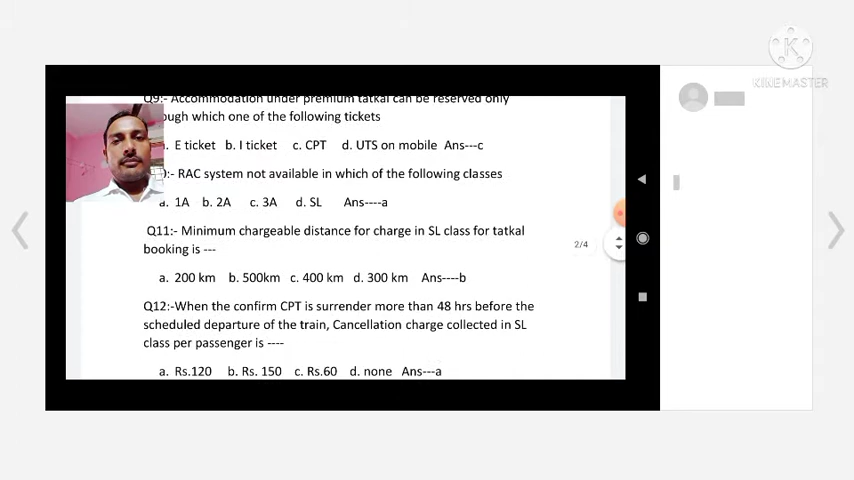 KINEMASTER
Q9:- Accommodation under premium tatkal can be reserved only
ough which one of the following tickets
. E ticket b. I ticket c. CPT d. UTS on mobile Ans---c
:- RAC system not available in which of the following classes
a. 1A b. 2A c. 3A d. SL Ans----a
Q11:- Minimum chargeable distance for charge in SL class for tatkal
booking is ---
a. 200 km b. 500km c. 400 km d. 300 km Ans----b
2/4
Q12:-When the confirm CPT is surrender more than 48 hrs before the
scheduled departure of the train, Cancellation charge collected in SL
class per passenger is ----
a. Rs.120 b. Rs. 150 c. Rs.60 d. none Ans---a